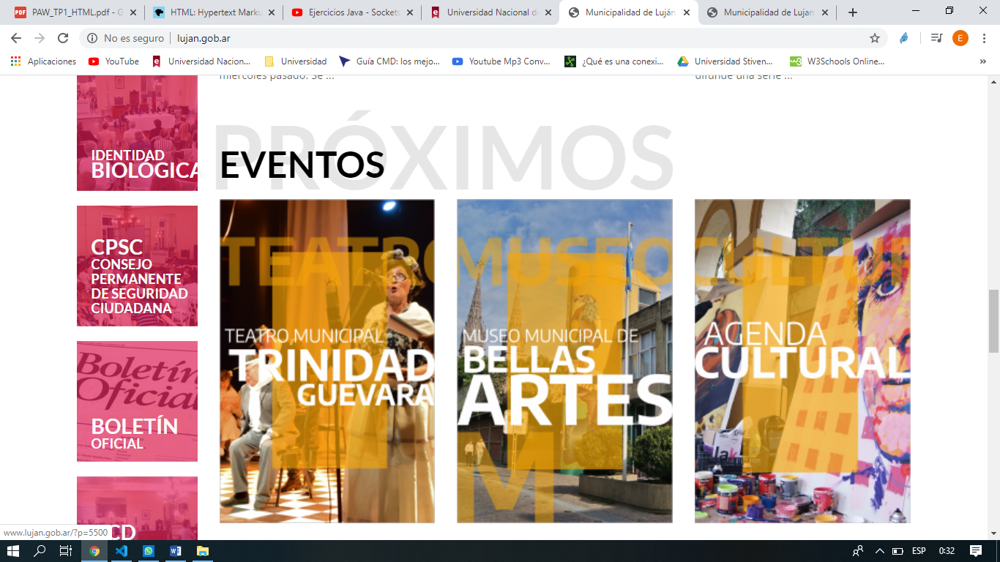 PAW_TP1_HTML.pdf - G
HTML: Hypertext Marku
Ejercicios Java - Sockets
Universidad Nacional d
Municipalidad de Luján
Municipalidad de Lujan
No es seguro
lujan.gob.ar
E
Aplicaciones
YouTube
Universidad Nacion...
Universidad
Guía CMD: los mejo...
Youtube Mp3 Conv...
¿Qué es una conexi...
Universidad Stiven...
W3Schools Online...
»
miércoles pasado. Se ...
difunde una serie ...
IDENTIDAD
BIOLÓGICA
CPSC
CONSEJO
PERMANENTE
DE SEGURIDAD
CIUDADANA
Boletín
Oficial
BOLETÍN
OFICIAL
CD
PRÓXIMOS
EVENTOS
TEATRO
TEATRO MUNICIPAL
TRINIDAD
GUEVARA
MUSEO
MUSEO MUNICIPAL DE
BELLAS
ARTES
M
CULTUR
AGENDA
CULTURAL
www.lujan.gob.ar/?p=5500
ESP
0:32